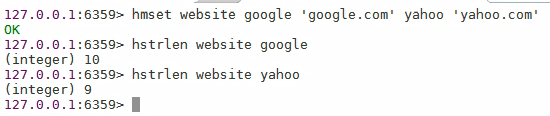 127.0.0.1:6359> hmset website google 'google.com' yahoo 'yahoo.com'
OK
127.0.0.1:6359> hstrlen website google
(integer) 10
127.0.0.1:6359> hstrlen website yahoo
(integer) 9
127.0.0.1:6359>